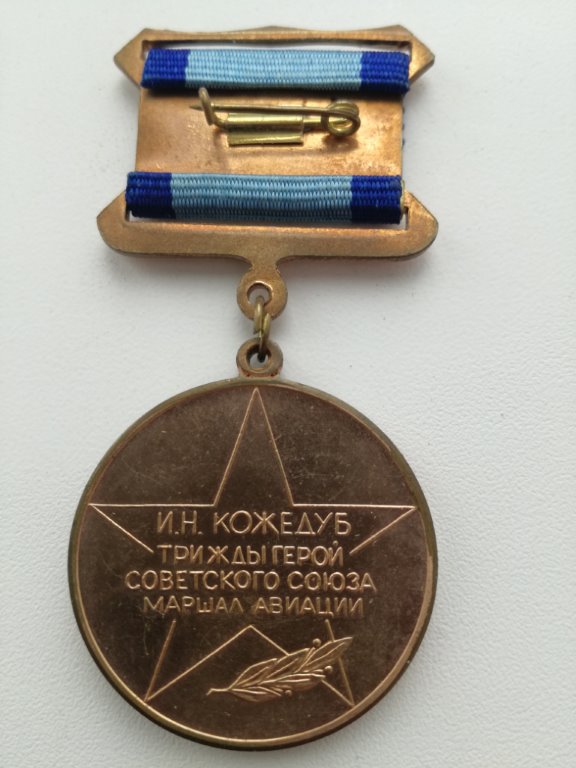 И.Н. КОЖЕДУБ
ТРИЖДЫ ГЕРОЙ
СОВЕТСКОГО СОЮЗА
МАРШАЛ АВИАЦИИ